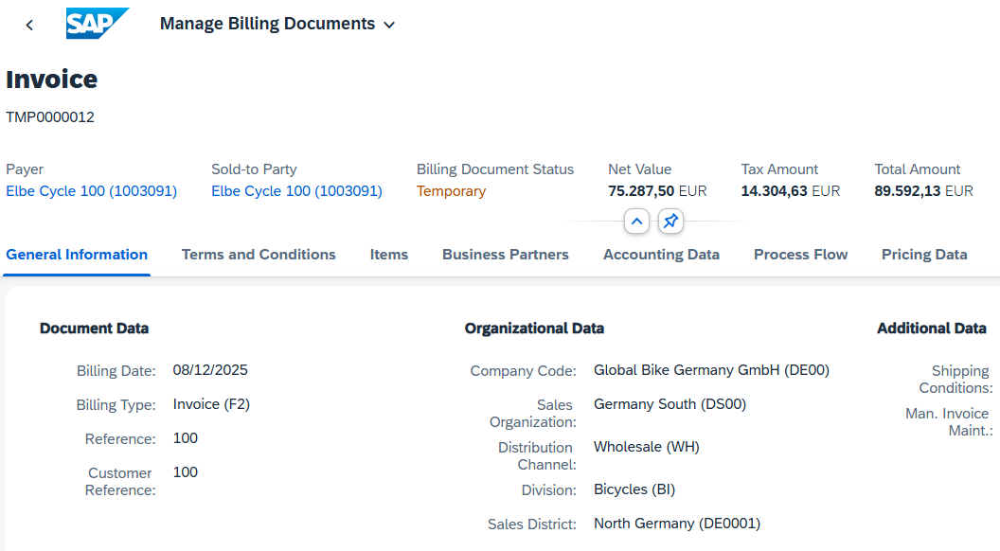 SAP Manage Billing Documents
Invoice
TMP0000012
Payer
Elbe Cycle 100 (1003091)
Sold-to Party
Elbe Cycle 100 (1003091)
Billing Document Status
Temporary
Net Value
75.287,50 EUR
Tax Amount
14.304,63 EUR
Total Amount
89.592,13 EUR
General Information Terms and Conditions Items Business Partners Accounting Data Process Flow Pricing Data
Document Data
Billing Date: 08/12/2025
Billing Type: Invoice (F2)
Reference: 100
Customer
Reference: 100
Organizational Data
Company Code: Global Bike Germany GmbH (DE00)
Sales
Organization: Germany South (DS00)
Distribution
Channel: Wholesale (WH)
Division: Bicycles (BI)
Sales District: North Germany (DE0001)
Additional Data
Shipping
Conditions:
Man. Invoice
Maint.: